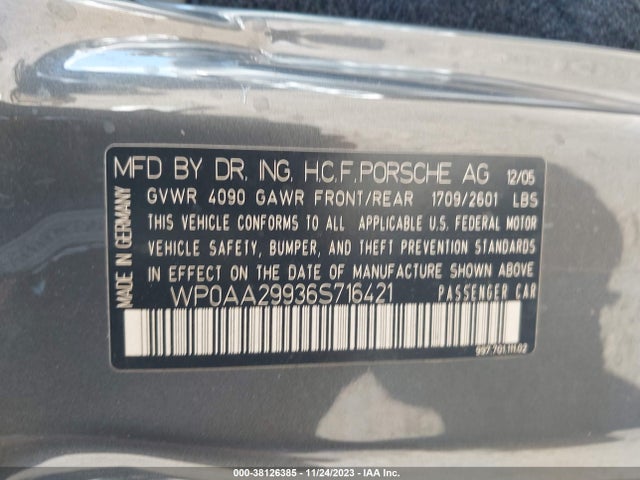 MFD BY DR. ING. H.C.F. PORSCHE AG 12/05
GVWR 4090 GAWR FRONT/REAR 1709/2601 LBS
THIS VEHICLE CONFORMS TO ALL APPLICABLE U.S. FEDERAL MOTOR
VEHICLE SAFETY, BUMPER, AND THEFT PREVENTION STANDARDS
IN EFFECT ON THE DATE OF MANUFACTURE SHOWN ABOVE
WP0AA29936S716421 PASSENGER CAR
997.701.111.02
MADE IN GERMANY
000-38126385 - 11/24/2023 - IAA Inc.